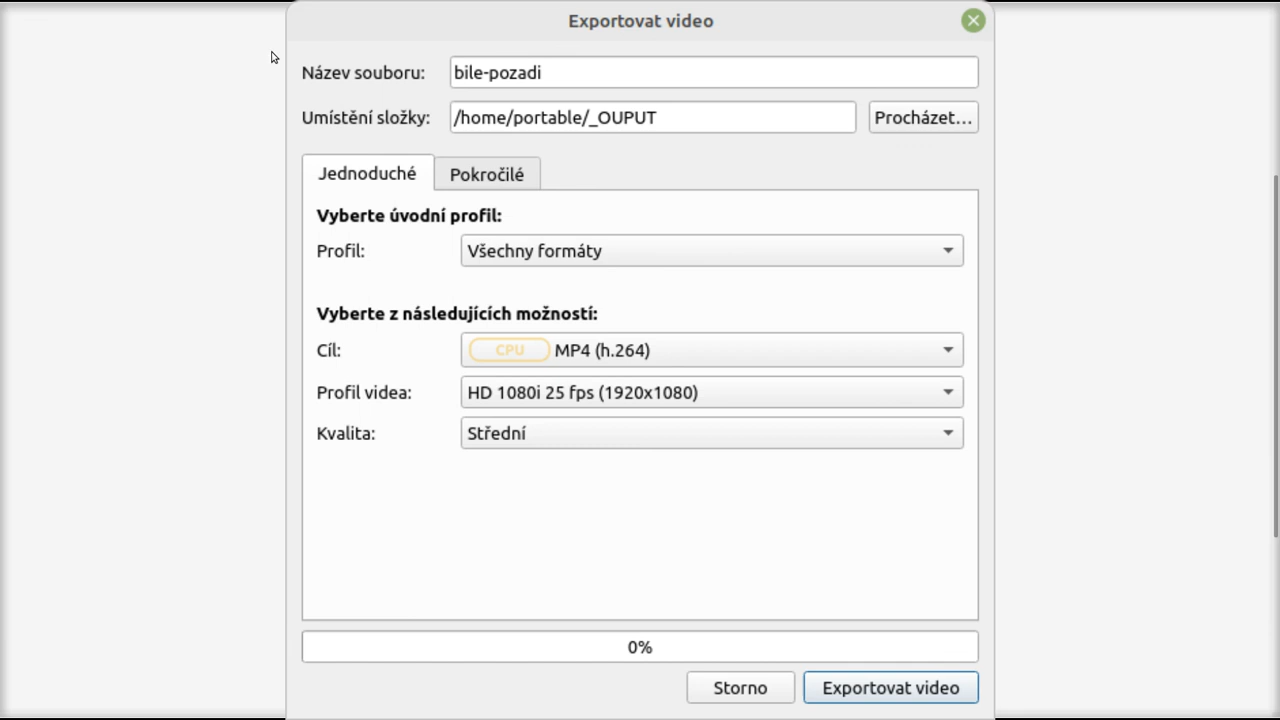 Exportovat video
Název souboru: bile-pozadi
Umístění složky: /home/portable/_OUPUT Procházet...
Jednoduché Pokročilé
Vyberte úvodní profil:
Profil: Všechny formáty
Vyberte z následujících možností:
Cíl: CPU MP4 (h.264)
Profil videa: HD 1080i 25 fps (1920x1080)
Kvalita: Střední
0%
Storno Exportovat video